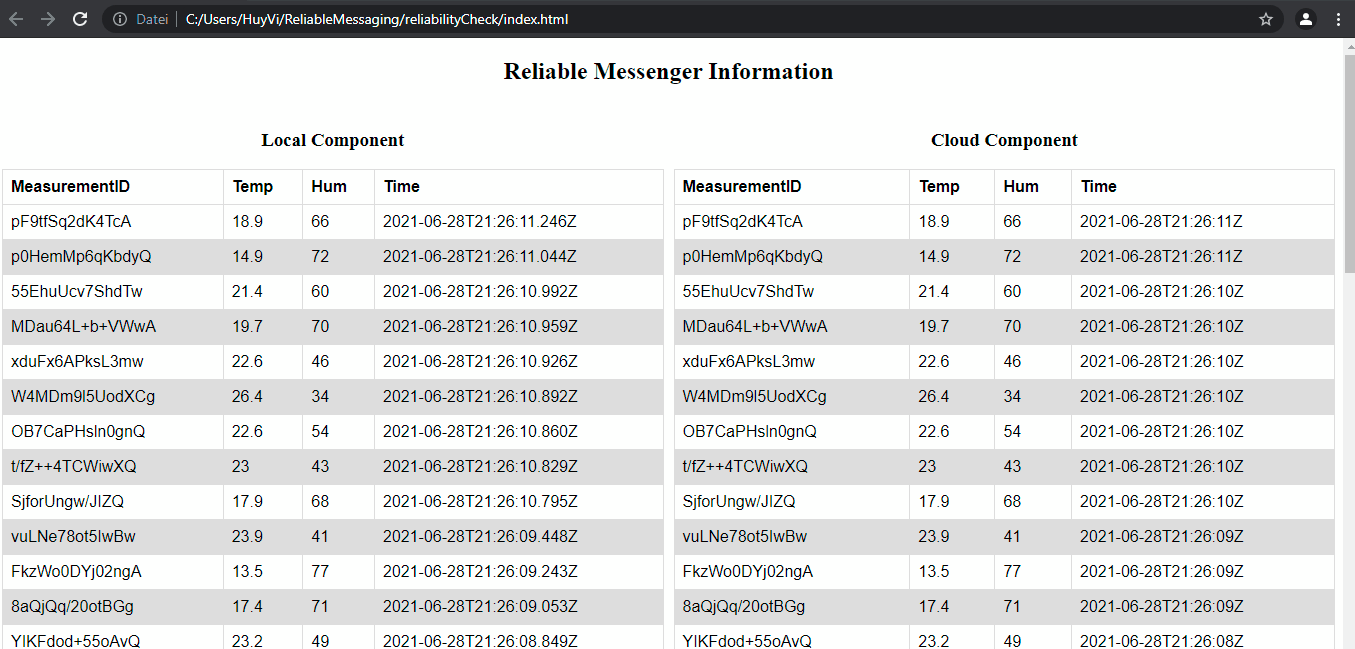 Datei C:/Users/HuyVi/ReliableMessaging/reliabilityCheck/index.html
Reliable Messenger Information
Local Component
MeasurementID Temp Hum Time
pF9tfSq2dK4TcA 18.9 66 2021-06-28T21:26:11.246Z
p0HemMp6qKbdyQ 14.9 72 2021-06-28T21:26:11.044Z
55EhuUcv7ShdTw 21.4 60 2021-06-28T21:26:10.992Z
MDau64L+b+VWwA 19.7 70 2021-06-28T21:26:10.959Z
xduFx6APksL3mw 22.6 46 2021-06-28T21:26:10.926Z
W4MDm9I5UodXCg 26.4 34 2021-06-28T21:26:10.892Z
OB7CaPHsln0gnQ 22.6 54 2021-06-28T21:26:10.860Z
t/fZ++4TCWiwXQ 23 43 2021-06-28T21:26:10.829Z
SjforUngw/JIZQ 17.9 68 2021-06-28T21:26:10.795Z
vuLNe78ot5IwBw 23.9 41 2021-06-28T21:26:09.448Z
FkzWo0DYj02ngA 13.5 77 2021-06-28T21:26:09.243Z
8aQjQq/20otBGg 17.4 71 2021-06-28T21:26:09.053Z
YIKFdod+55oAvQ 23.2 49 2021-06-28T21:26:08.849Z
Cloud Component
MeasurementID Temp Hum Time
pF9tfSq2dK4TcA 18.9 66 2021-06-28T21:26:11Z
p0HemMp6qKbdyQ 14.9 72 2021-06-28T21:26:11Z
55EhuUcv7ShdTw 21.4 60 2021-06-28T21:26:10Z
MDau64L+b+VWwA 19.7 70 2021-06-28T21:26:10Z
xduFx6APksL3mw 22.6 46 2021-06-28T21:26:10Z
W4MDm9I5UodXCg 26.4 34 2021-06-28T21:26:10Z
OB7CaPHsln0gnQ 22.6 54 2021-06-28T21:26:10Z
t/fZ++4TCWiwXQ 23 43 2021-06-28T21:26:10Z
SjforUngw/JIZQ 17.9 68 2021-06-28T21:26:10Z
vuLNe78ot5IwBw 23.9 41 2021-06-28T21:26:09Z
FkzWo0DYj02ngA 13.5 77 2021-06-28T21:26:09Z
8aQjQq/20otBGg 17.4 71 2021-06-28T21:26:09Z
YIKFdod+55oAvQ 23.2 49 2021-06-28T21:26:08Z